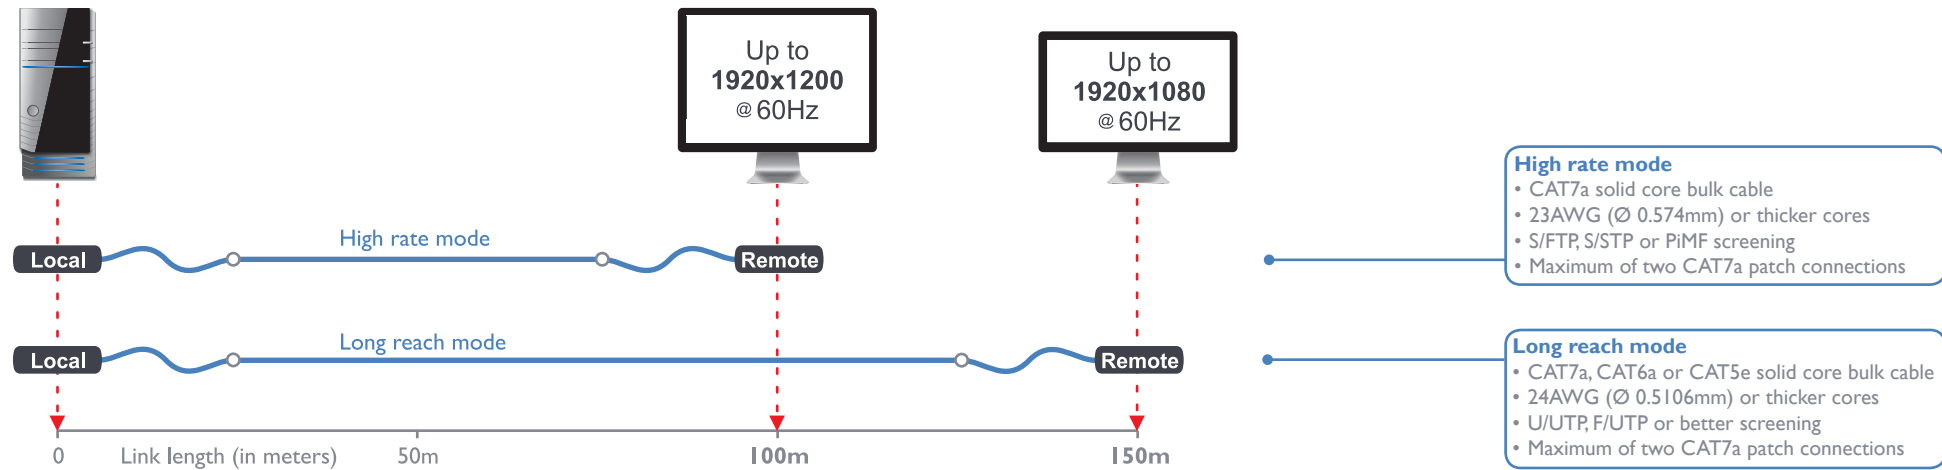 Up to
1920x1200
@ 60Hz
Up to
1920x1080
@ 60Hz
High rate mode
• CAT7a solid core bulk cable
• 23AWG (Ø 0.574mm) or thicker cores
• S/FTP, S/STP or PiMF screening
• Maximum of two CAT7a patch connections
High rate mode
Local
Remote
Long reach mode
Local
Remote
Long reach mode
• CAT7a, CAT6a or CAT5e solid core bulk cable
• 24AWG (Ø 0.5106mm) or thicker cores
• U/UTP, F/UTP or better screening
• Maximum of two CAT7a patch connections
0 Link length (in meters) 50m 100m 150m